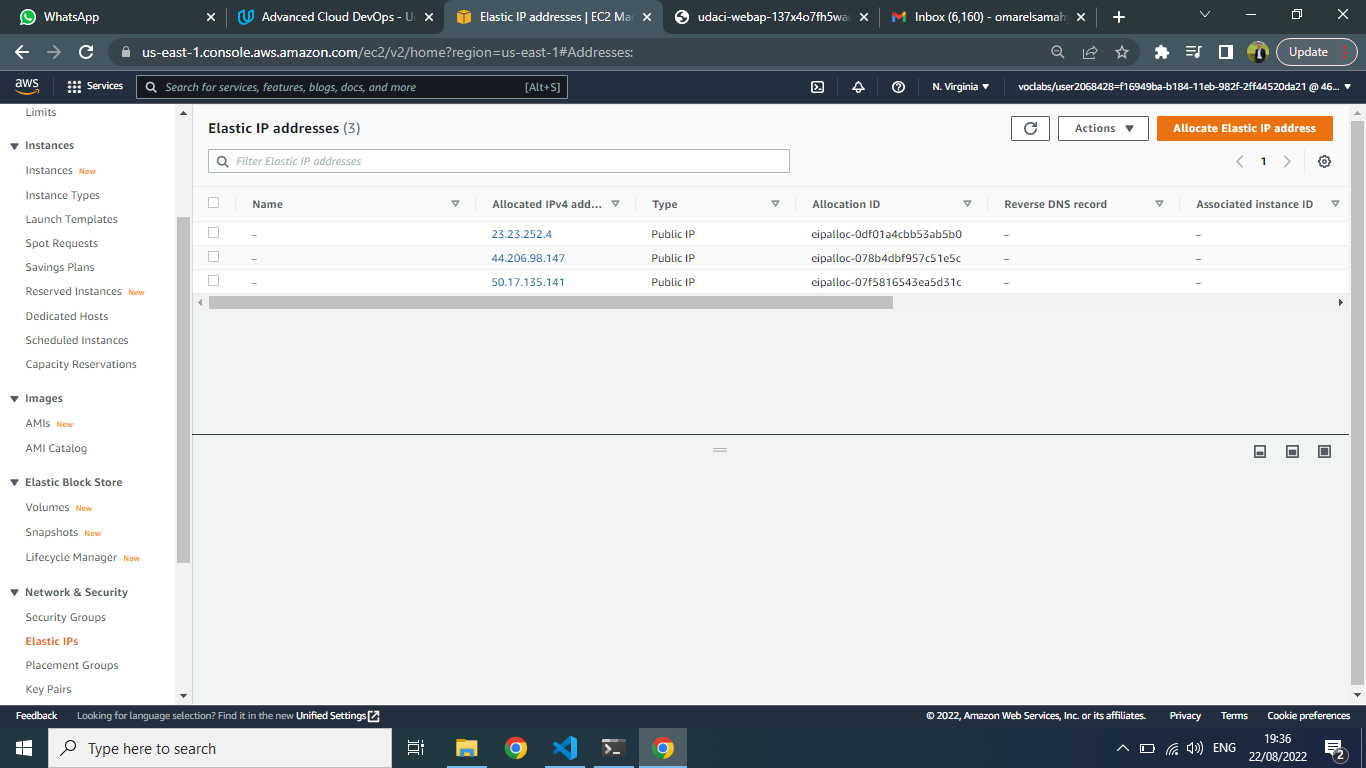 WhatsApp
Advanced Cloud DevOps - U
Elastic IP addresses | EC2 Ma
udaci-webap-137x4o7fh5wa
Inbox (6,160) - omarelsamah
us-east-1.console.aws.amazon.com/ec2/v2/home?region=us-east-1#Addresses:
Update
aws
Services
Search for services, features, blogs, docs, and more
[Alt+S]
N. Virginia
voclabs/user2068428=f16949ba-b184-11eb-982f-2ff44520da21 @ 46...
Limits
Instances
Instances New
Instance Types
Launch Templates
Spot Requests
Savings Plans
Reserved Instances New
Dedicated Hosts
Scheduled Instances
Capacity Reservations
Images
AMIs New
AMI Catalog
Elastic Block Store
Volumes New
Snapshots New
Lifecycle Manager New
Network & Security
Security Groups
Elastic IPs
Placement Groups
Key Pairs
Elastic IP addresses (3)
Actions
Allocate Elastic IP address
Filter Elastic IP addresses
1
Name Allocated IPv4 add... Type Allocation ID Reverse DNS record Associated instance ID
– 23.23.252.4 Public IP eipalloc-0df01a4cbb53ab5b0 – –
– 44.206.98.147 Public IP eipalloc-078b4dbf957c51e5c – –
– 50.17.135.141 Public IP eipalloc-07f5816543ea5d31c – –
Feedback Looking for language selection? Find it in the new Unified Settings
© 2022, Amazon Web Services, Inc. or its affiliates. Privacy Terms Cookie preferences
Type here to search
ENG
19:36
22/08/2022
2